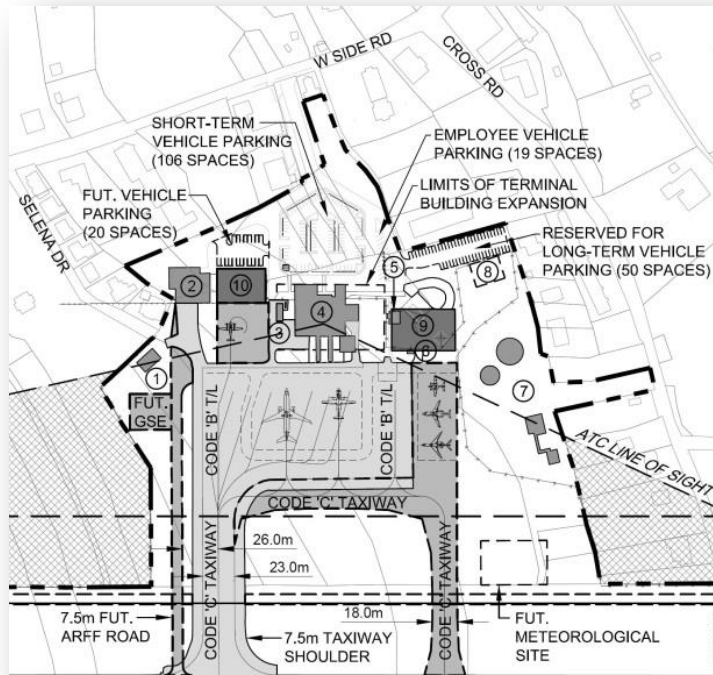 W SIDE RD
CROSS RD
SHORT-TERM
VEHICLE PARKING
(106 SPACES)
EMPLOYEE VEHICLE
PARKING (19 SPACES)
FUT. VEHICLE
PARKING
(20 SPACES)
LIMITS OF TERMINAL
BUILDING EXPANSION
SELENA DR
RESERVED FOR
LONG-TERM VEHICLE
PARKING (50 SPACES)
5
8
2
10
3
4
9
6
1
7
FUT.
GSE
CODE 'B' T/L
CODE 'B' T/L
ATC LINE OF SIGHT
CODE 'C' TAXIWAY
26.0m
23.0m
CODE 'C' TAXIWAY
18.0m
CODE 'C' TAXIWAY
7.5m FUT.
ARFF ROAD
7.5m TAXIWAY
SHOULDER
FUT.
METEOROLOGICAL
SITE